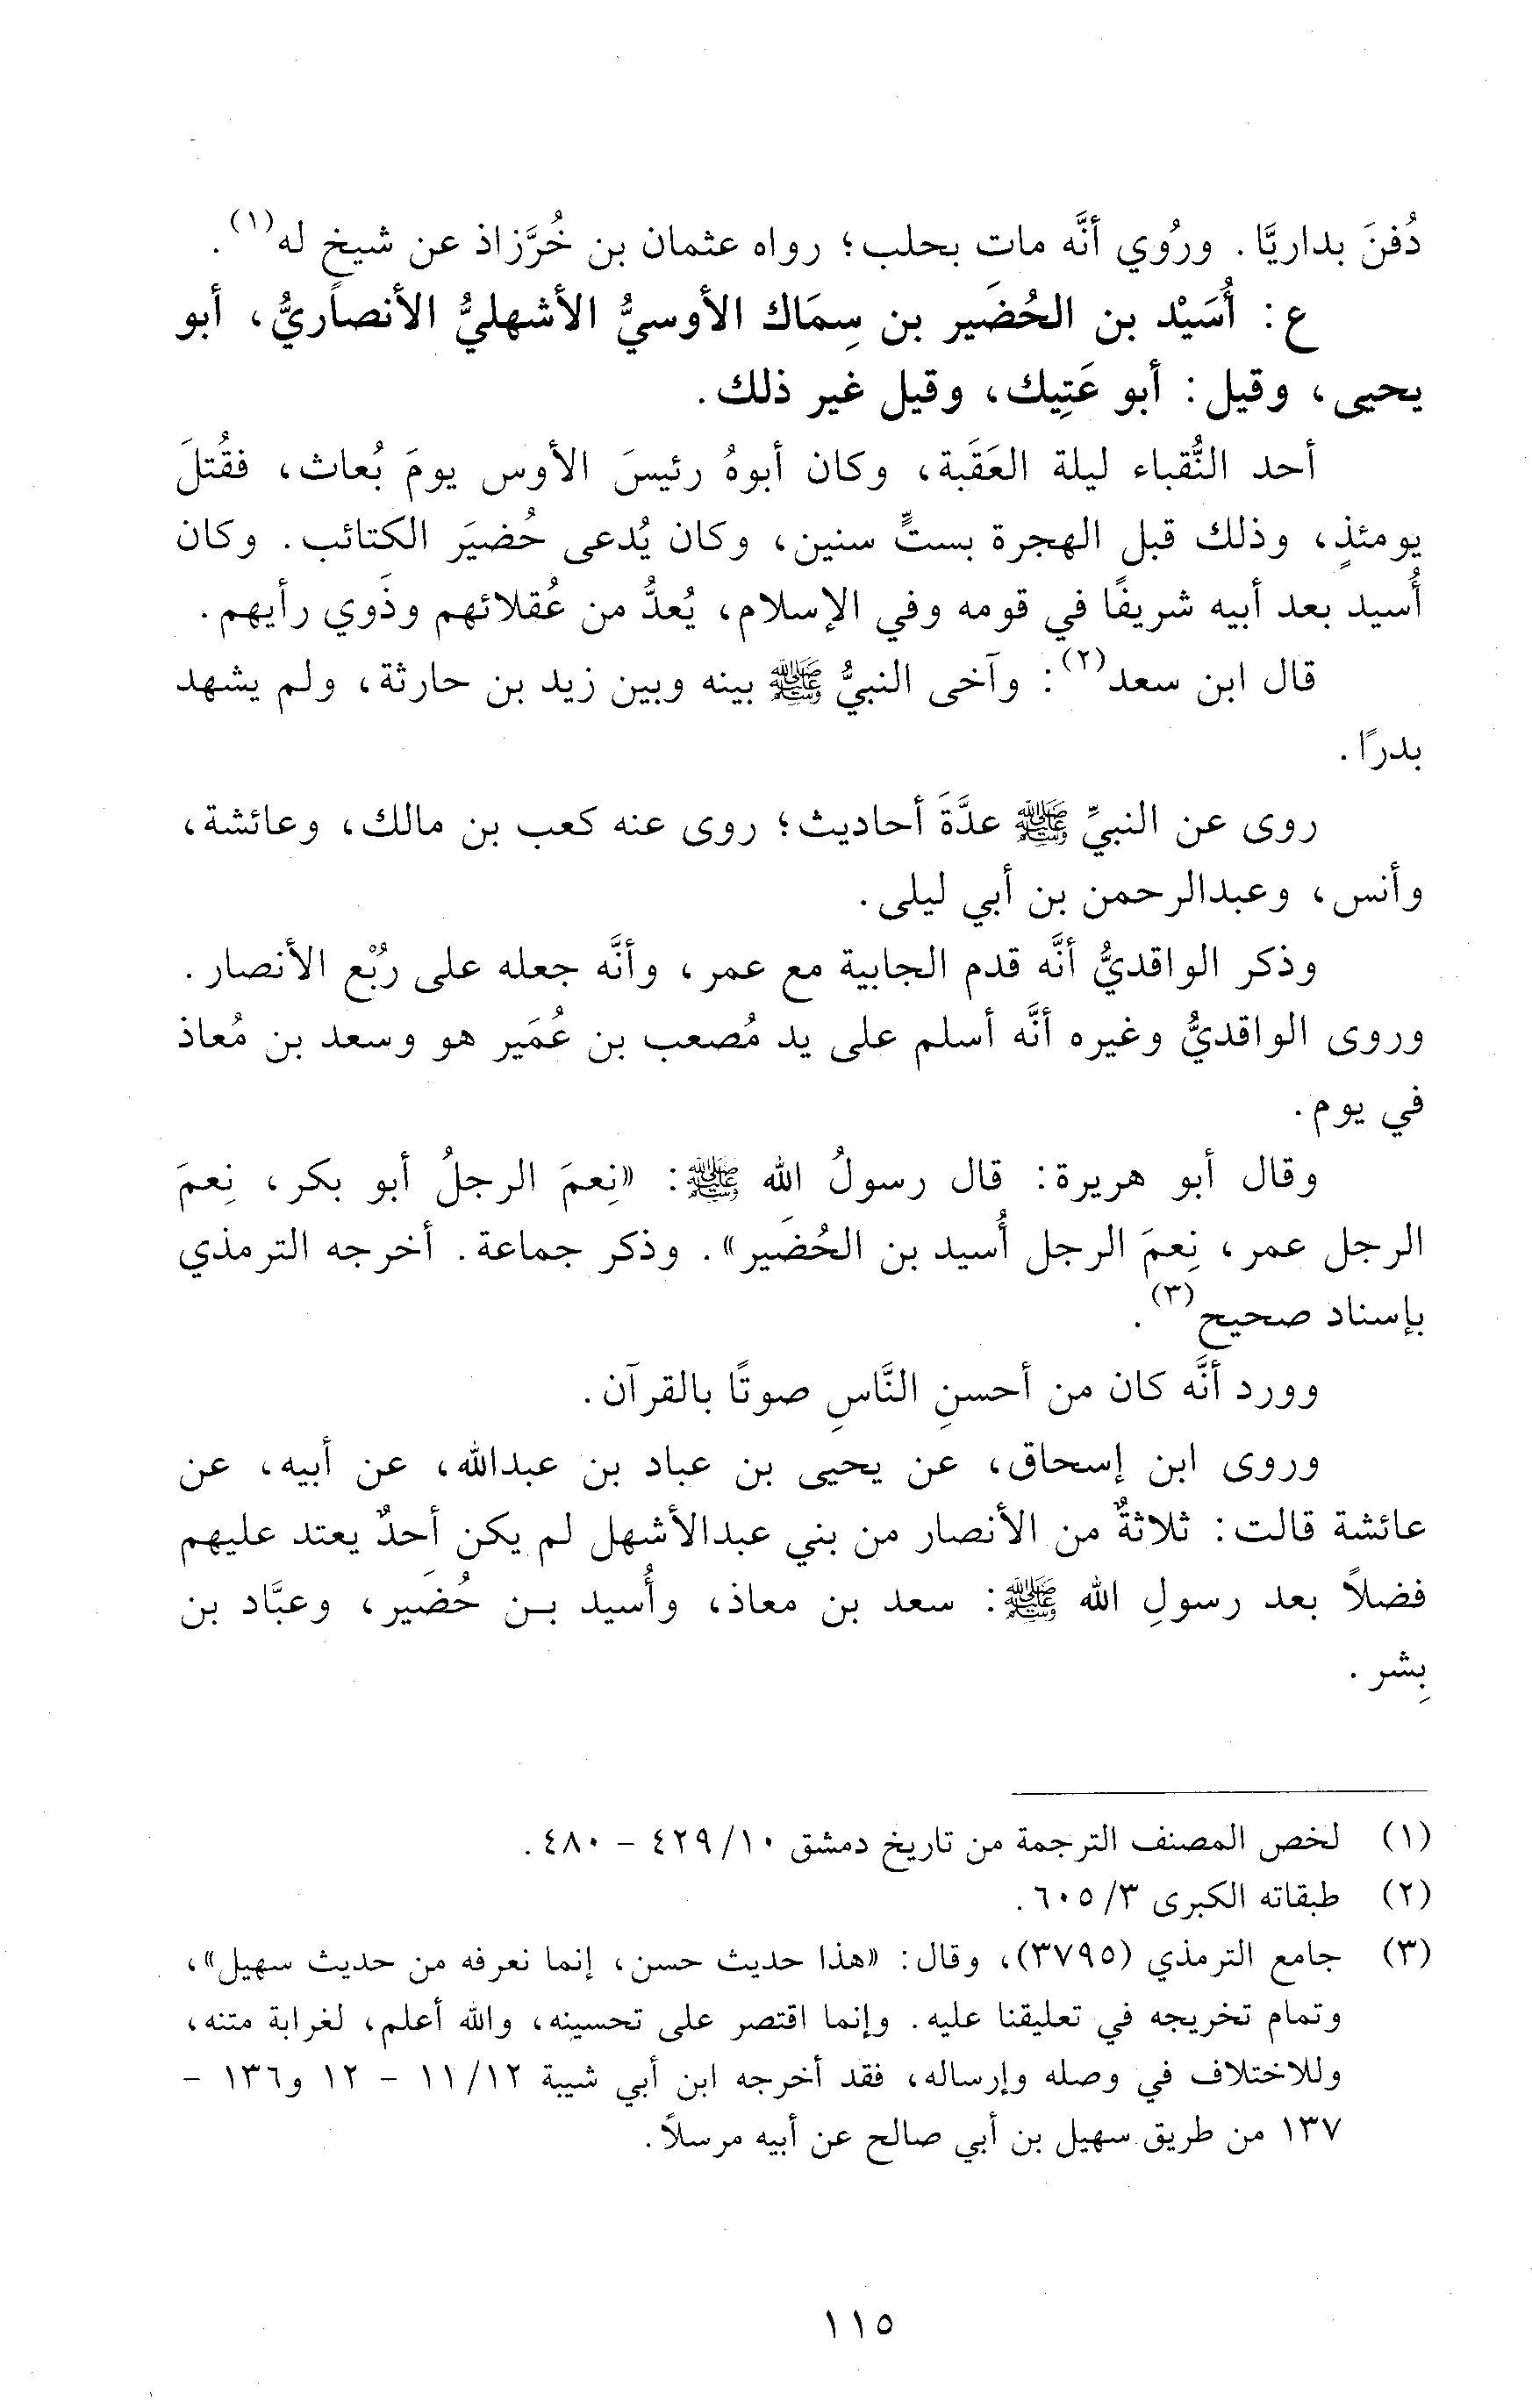 دُفنَ بداريَّا. ورُوي أنَّه مات بحلب؛ رواه عثمان بن خُرَّزاذ عن شيخ له(١).
ع: أُسَيْد بن الحُضَير بن سِمَاك الأوسيُّ الأشهليُّ الأنصاريُّ، أبو
يحيى، وقيل: أبو عَتِيك، وقيل غير ذلك.
أحد النُّقباء ليلة العَقَبة، وكان أبوهُ رئيسَ الأوس يومَ بُعاث، فقُتلَ
يومئذٍ، وذلك قبل الهجرة بستٍّ سنين، وكان يُدعى حُضيَر الكتائب. وكان
أُسيد بعد أبيه شريفًا في قومه وفي الإسلام، يُعدُّ من عُقلائهم وذَوي رأيهم.
قال ابن سعد(٢): وآخى النبيُّ ﷺ بينه وبين زيد بن حارثة، ولم يشهد
بدرًا.
روى عن النبيِّ ﷺ عدَّةَ أحاديث؛ روى عنه كعب بن مالك، وعائشة،
وأنس، وعبدالرحمن بن أبي ليلى.
وذكر الواقديُّ أنَّه قدم الجابية مع عمر، وأنَّه جعله على رُبْع الأنصار.
وروى الواقديُّ وغيره أنَّه أسلم على يد مُصعب بن عُمَير هو وسعد بن مُعاذ
في يوم.
وقال أبو هريرة: قال رسولُ الله ﷺ: «نِعمَ الرجلُ أبو بكر، نِعمَ
الرجل عمر، نِعمَ الرجل أُسيد بن الحُضَير». وذكر جماعة. أخرجه الترمذي
بإسناد صحيح(٣).
وورد أنَّه كان من أحسنِ النَّاسِ صوتًا بالقرآن.
وروى ابن إسحاق، عن يحيى بن عباد بن عبدالله، عن أبيه، عن
عائشة قالت: ثلاثةٌ من الأنصار من بني عبدالأشهل لم يكن أحدٌ يعتد عليهم
فضلاً بعد رسولِ الله ﷺ: سعد بن معاذ، وأُسيد بـن حُضَير، وعبَّاد بن
بِشر.
(١) لخص المصنف الترجمة من تاريخ دمشق ١٠/ ٤٢٩ - ٤٨٠.
(٢) طبقاته الكبرى ٣/ ٦٠٥.
(٣) جامع الترمذي (٣٧٩٥)، وقال: «هذا حديث حسن، إنما نعرفه من حديث سهيل»،
وتمام تخريجه في تعليقنا عليه. وإنما اقتصر على تحسينه، والله أعلم، لغرابة متنه،
وللاختلاف في وصله وإرساله، فقد أخرجه ابن أبي شيبة ١٢/ ١١ - ١٢ و١٣٦ -
١٣٧ من طريق سهيل بن أبي صالح عن أبيه مرسلاً.
١١٥